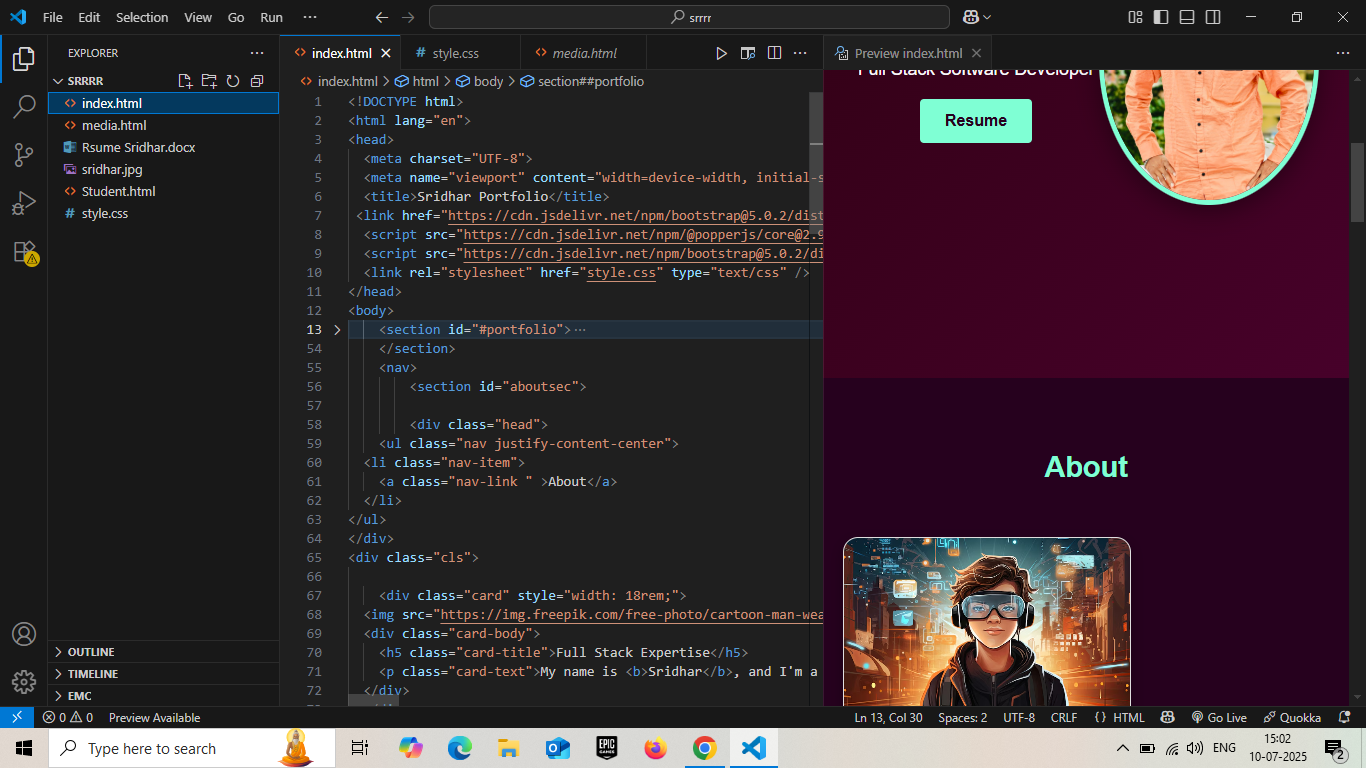 File Edit Selection View Go Run ··· srrrr
EXPLORER ···
SRRRR
index.html
media.html
Rsume Sridhar.docx
sridhar.jpg
Student.html
style.css
OUTLINE
TIMELINE
EMC
index.html style.css media.html
index.html > html > body > section##portfolio
1 <!DOCTYPE html>
2 <html lang="en">
3 <head>
4 <meta charset="UTF-8">
5 <meta name="viewport" content="width=device-width, initial-s
6 <title>Sridhar Portfolio</title>
7 <link href="https://cdn.jsdelivr.net/npm/bootstrap@5.0.2/dist
8 <script src="https://cdn.jsdelivr.net/npm/@popperjs/core@2.9
9 <script src="https://cdn.jsdelivr.net/npm/bootstrap@5.0.2/di
10 <link rel="stylesheet" href="style.css" type="text/css" />
11 </head>
12 <body>
13 <section id="#portfolio"> ···
54 </section>
55 <nav>
56 <section id="aboutsec">
57
58 <div class="head">
59 <ul class="nav justify-content-center">
60 <li class="nav-item">
61 <a class="nav-link " >About</a>
62 </li>
63 </ul>
64 </div>
65 <div class="cls">
66
67 <div class="card" style="width: 18rem;">
68 <img src="https://img.freepik.com/free-photo/cartoon-man-wea
69 <div class="card-body">
70 <h5 class="card-title">Full Stack Expertise</h5>
71 <p class="card-text">My name is <b>Sridhar</b>, and I'm a
72 </div>
Preview index.html
Full Stack Software Developer
Resume
About
0 0 Preview Available
Ln 13, Col 30 Spaces: 2 UTF-8 CRLF {} HTML Go Live Quokka
Type here to search
EPIC GAMES
ENG
15:02
10-07-2025
2